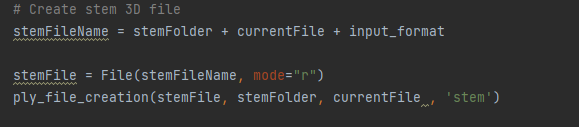 # Create stem 3D file
stemFileName = stemFolder + currentFile + input_format
stemFile = File(stemFileName, mode="r")
ply_file_creation(stemFile, stemFolder, currentFile , 'stem')